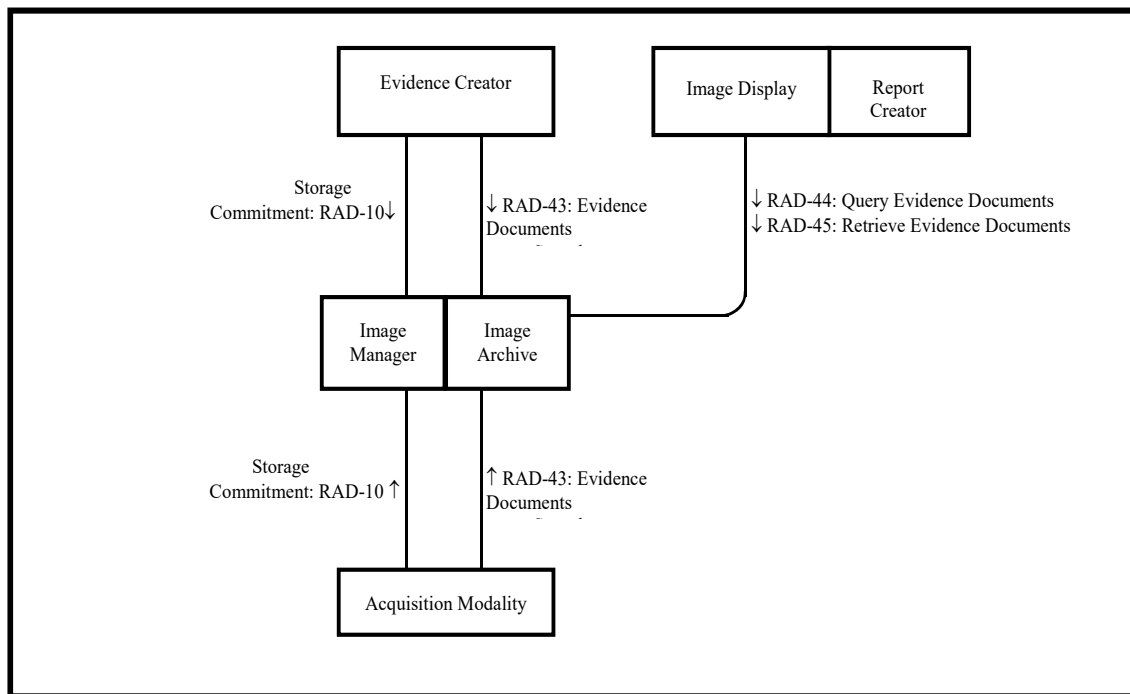 Evidence Creator
Image Display
Report
Creator
Storage
Commitment: RAD-10↓
↓ RAD-43: Evidence
Documents
↓ RAD-44: Query Evidence Documents
↓ RAD-45: Retrieve Evidence Documents
Image
Manager
Image
Archive
Storage
Commitment: RAD-10 ↑
↑ RAD-43: Evidence
Documents
Acquisition Modality